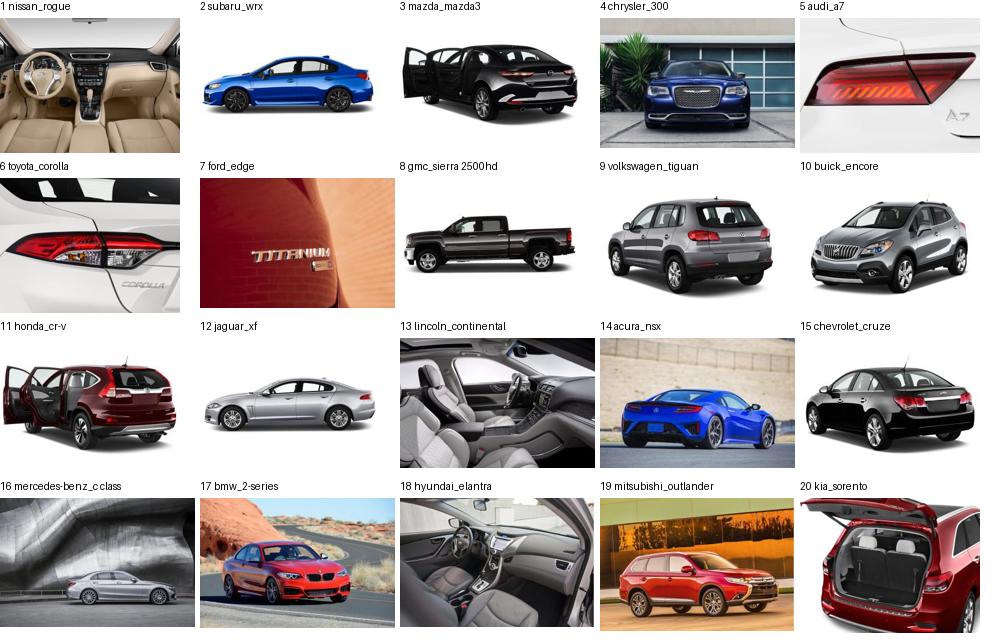 1 nissan_rogue
2 subaru_wrx
3 mazda_mazda3
4 chrysler_300
5 audi_a7
A7
6 toyota_corolla
7 ford_edge
8 gmc_sierra 2500hd
9 volkswagen_tiguan
10 buick_encore
COROLLA
TITANIUM
11 honda_cr-v
12 jaguar_xf
13 lincoln_continental
14 acura_nsx
15 chevrolet_cruze
16 mercedes-benz_c class
17 bmw_2-series
18 hyundai_elantra
19 mitsubishi_outlander
20 kia_sorento